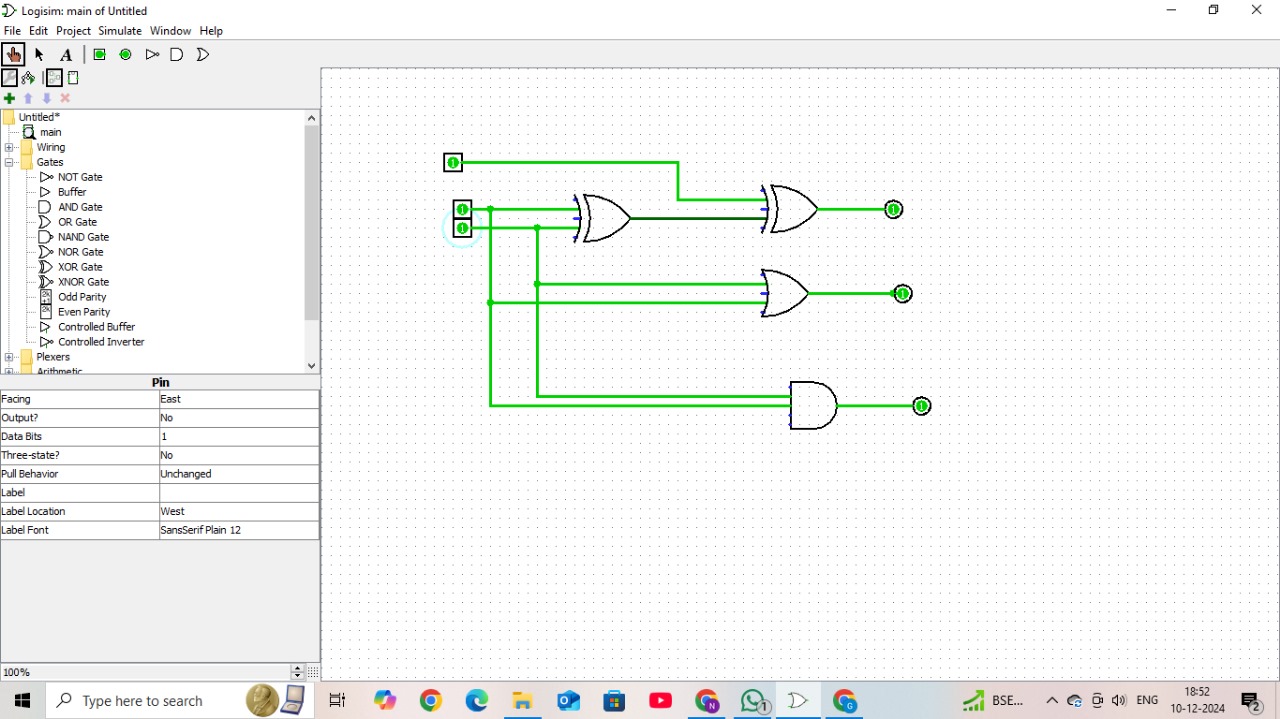 Logisim: main of Untitled
File Edit Project Simulate Window Help
A
Untitled*
main
Wiring
Gates
NOT Gate
Buffer
AND Gate
OR Gate
NAND Gate
NOR Gate
XOR Gate
XNOR Gate
Odd Parity
Even Parity
Controlled Buffer
Controlled Inverter
Plexers
Arithmetic
Pin
Facing East
Output? No
Data Bits 1
Three-state? No
Pull Behavior Unchanged
Label
Label Location West
Label Font SansSerif Plain 12
100%
1
1
1
1
1
1
Type here to search
N
1
G
BSE...
ENG
18:52
10-12-2024
2